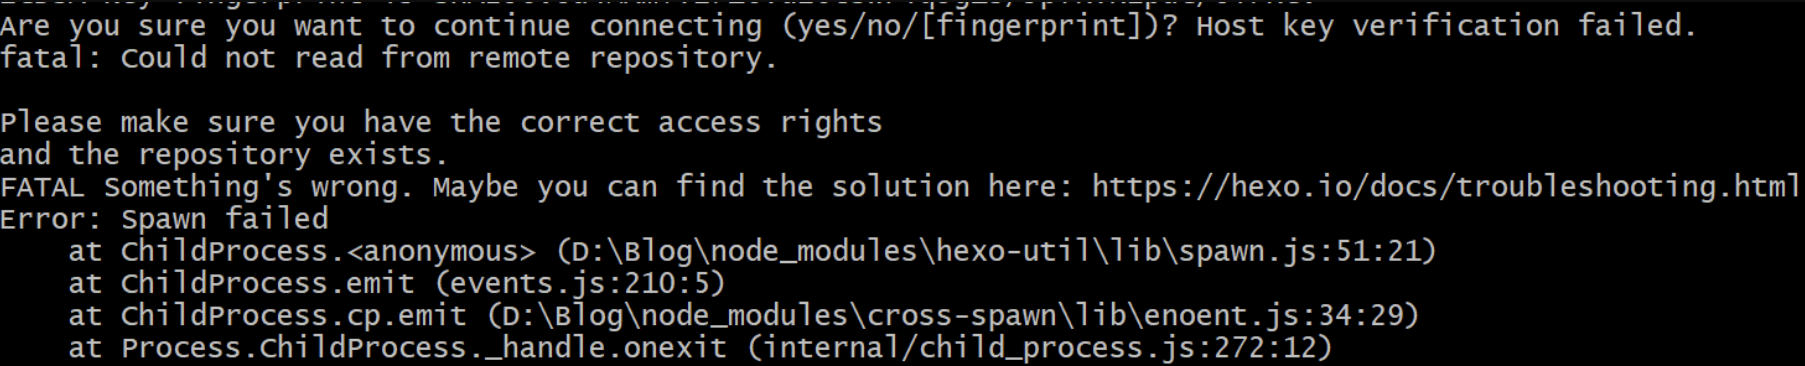 Are you sure you want to continue connecting (yes/no/[fingerprint])? Host key verification failed.
fatal: Could not read from remote repository.
Please make sure you have the correct access rights
and the repository exists.
FATAL Something's wrong. Maybe you can find the solution here: https://hexo.io/docs/troubleshooting.html
Error: Spawn failed
at ChildProcess.<anonymous> (D:\Blog\node_modules\hexo-util\lib\spawn.js:51:21)
at ChildProcess.emit (events.js:210:5)
at ChildProcess.cp.emit (D:\Blog\node_modules\cross-spawn\lib\enoent.js:34:29)
at Process.ChildProcess._handle.onexit (internal/child_process.js:272:12)